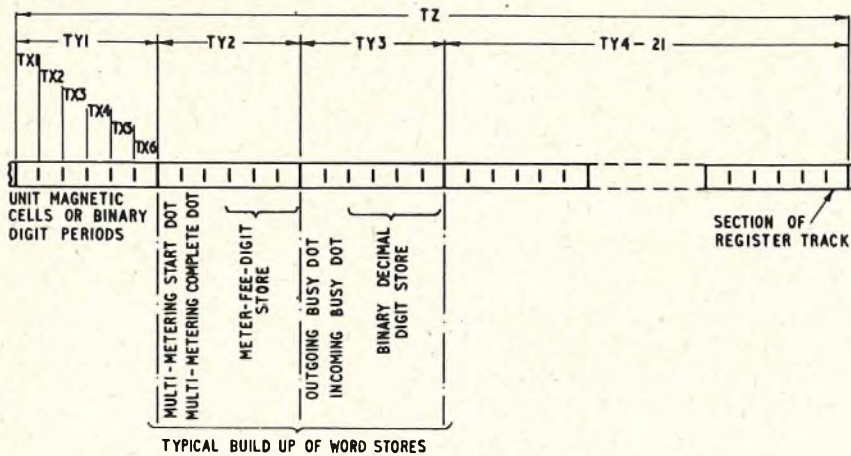 TZ
TY1
TY2
TY3
TY4-21
TX1
TX2
TX3
TX4
TX5
TX6
UNIT MAGNETIC
CELLS OR BINARY
DIGIT PERIODS
MULTI-METERING START DOT
MULTI-METERING COMPLETE DOT
METER-FEE-DIGIT
STORE
OUTGOING BUSY DOT
INCOMING BUSY DOT
BINARY DECIMAL
DIGIT STORE
SECTION OF
REGISTER TRACK
TYPICAL BUILD UP OF WORD STORES